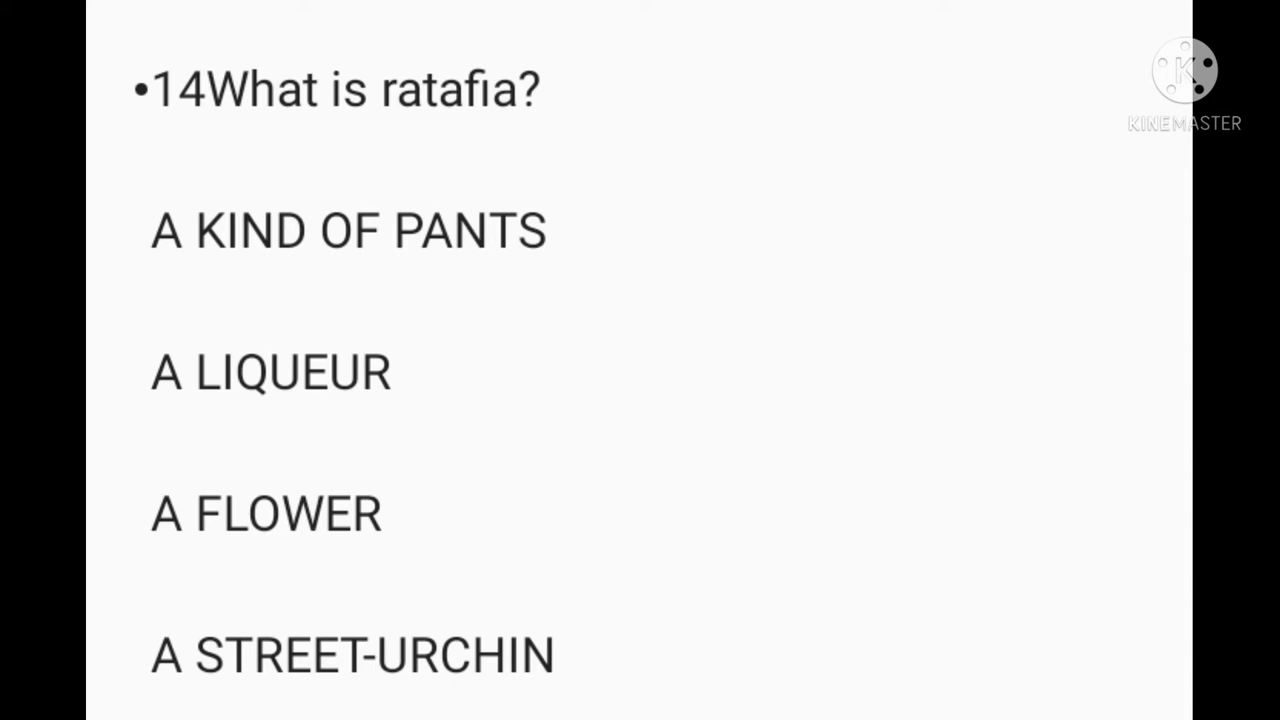 •14What is ratafia?
A KIND OF PANTS
A LIQUEUR
A FLOWER
A STREET-URCHIN
K
KINEMASTER